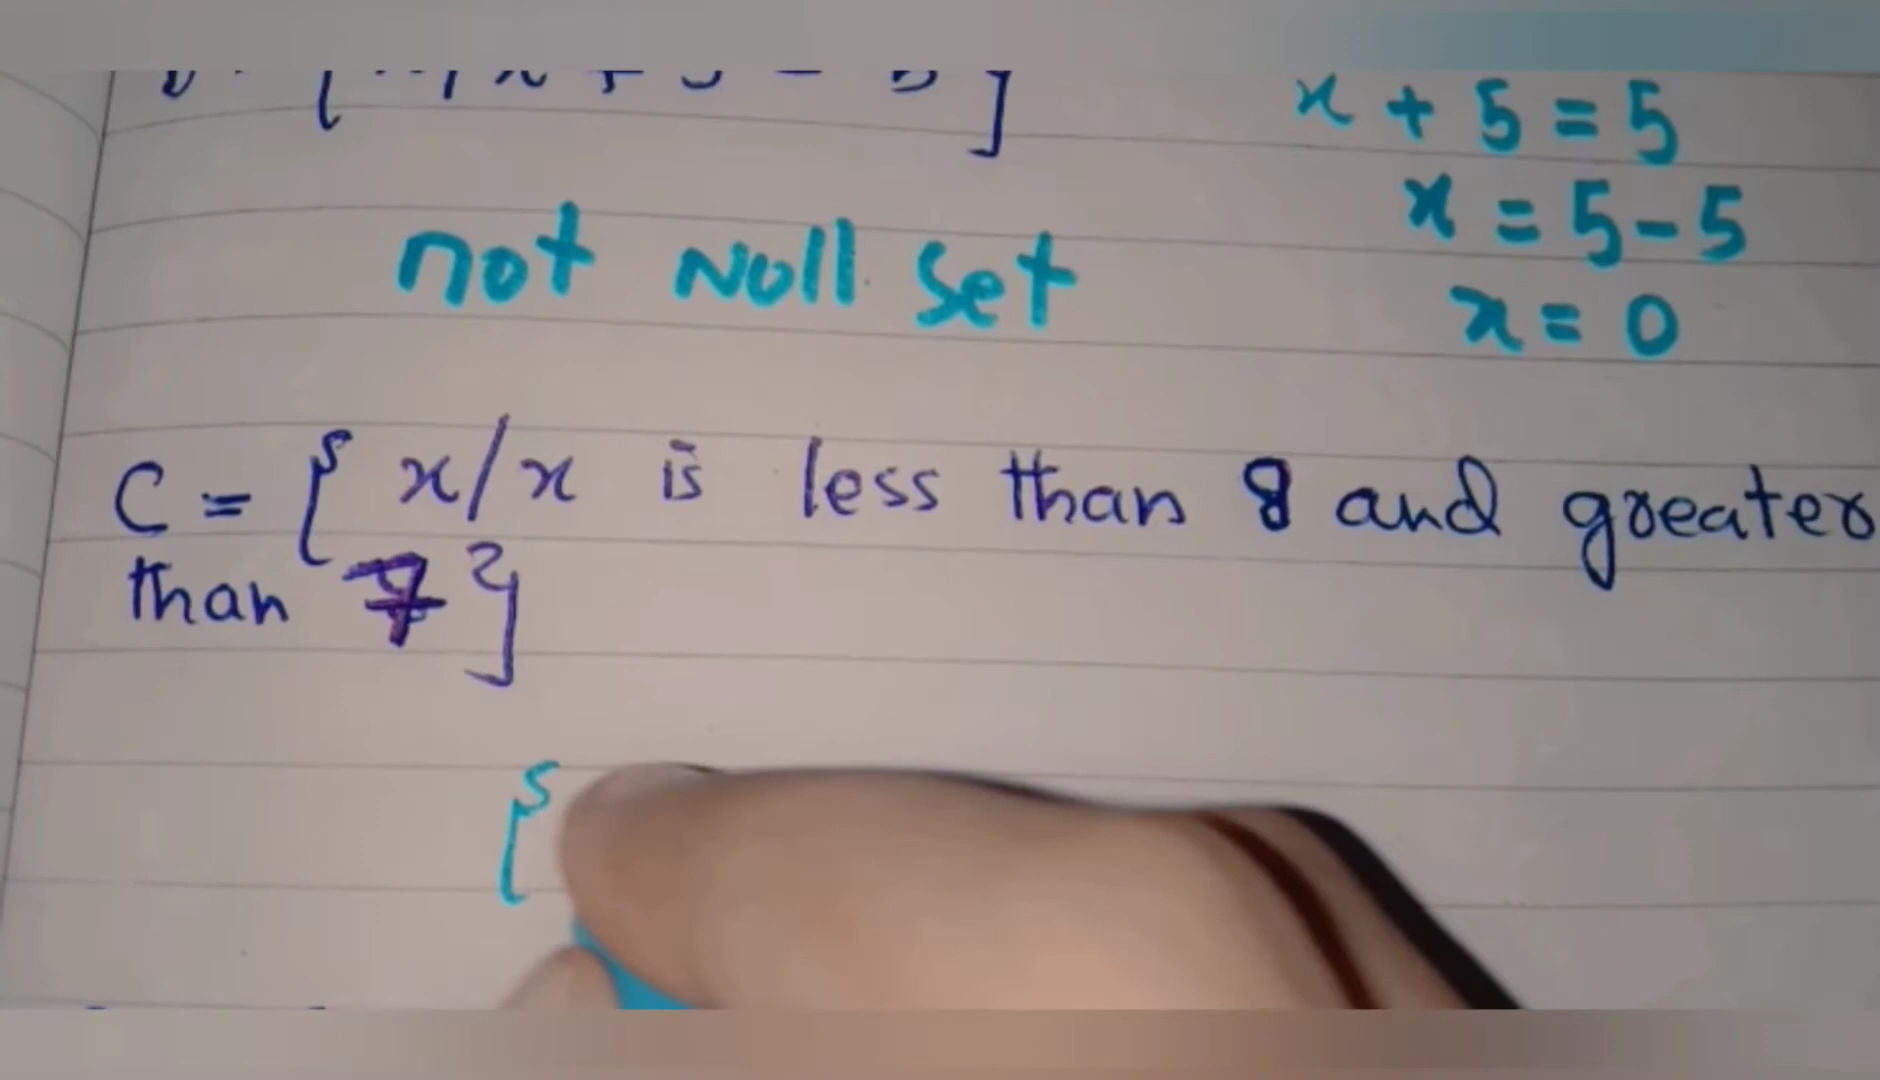 x + 5 = 5
x = 5 - 5
x = 0
not Null set
C = { x/x is less than 8 and greater
than 7 }
{